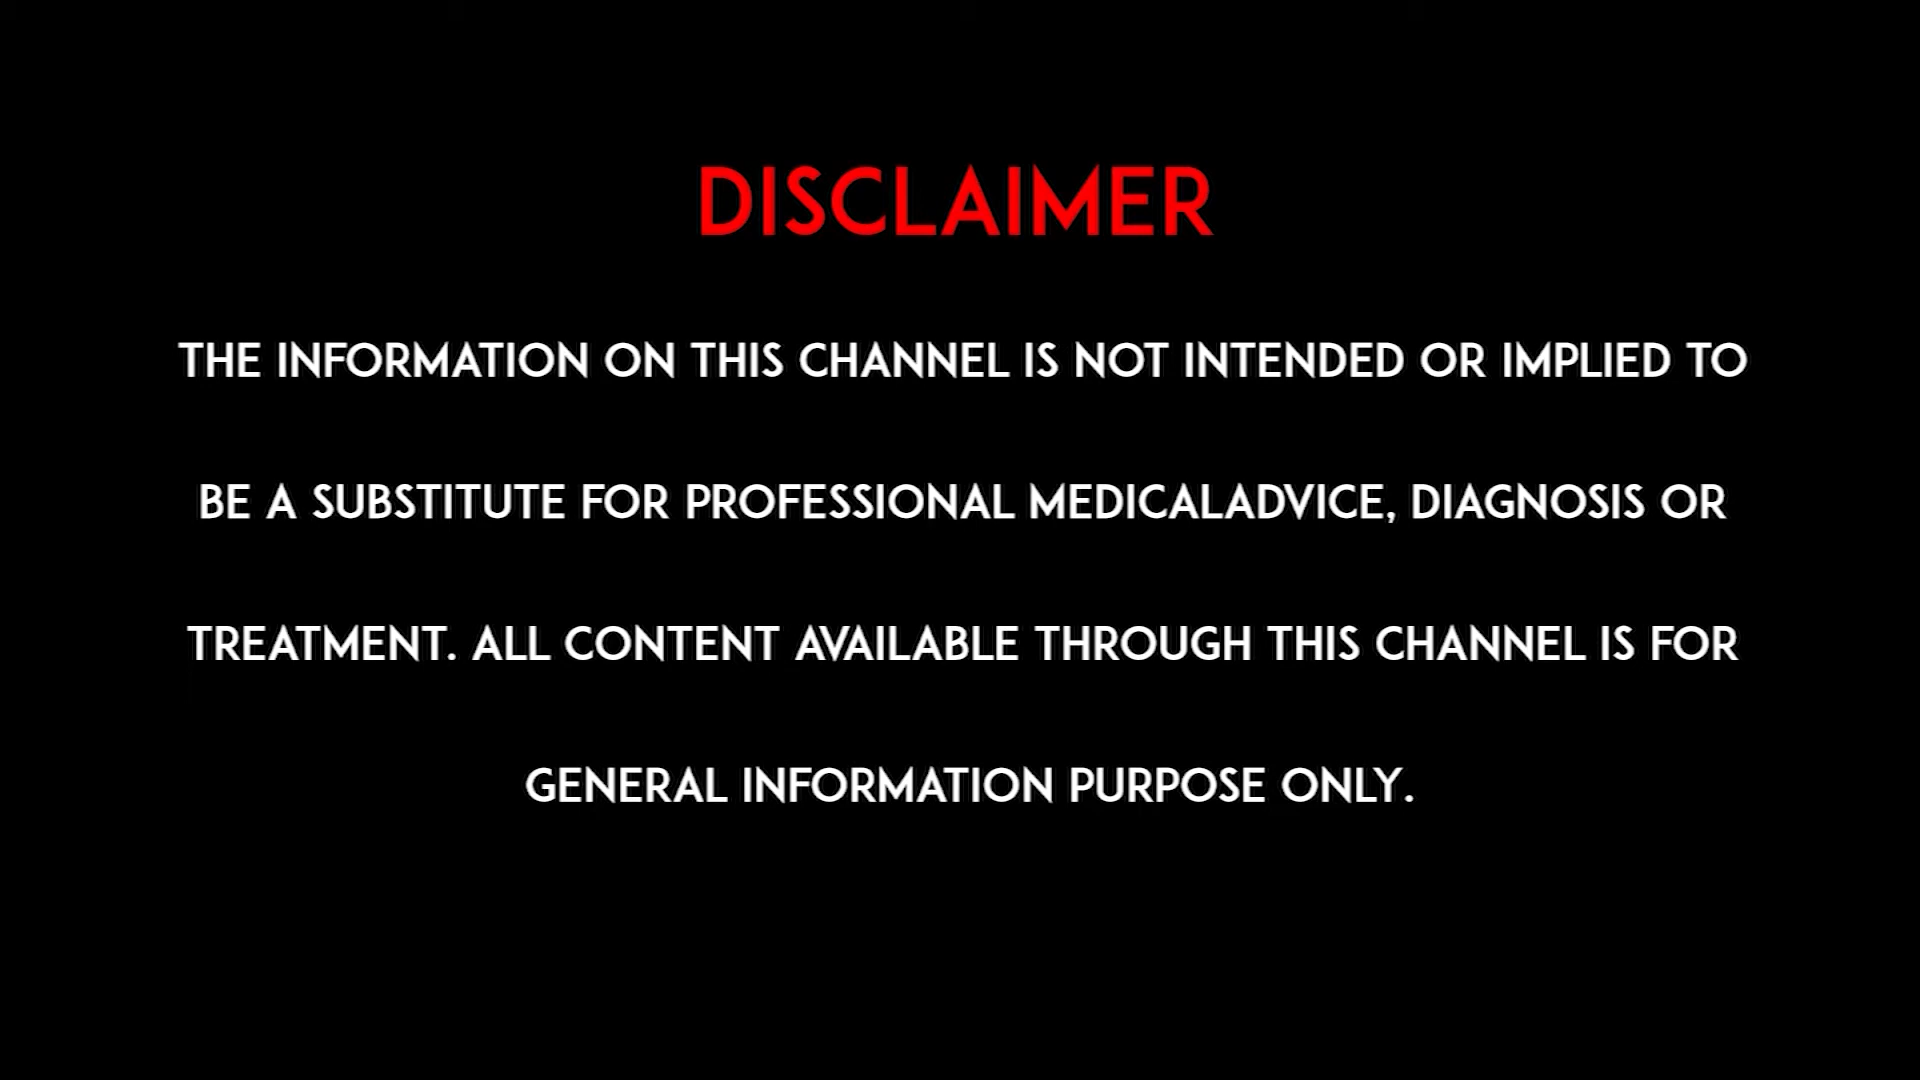 DISCLAIMER
THE INFORMATION ON THIS CHANNEL IS NOT INTENDED OR IMPLIED TO
BE A SUBSTITUTE FOR PROFESSIONAL MEDICALADVICE, DIAGNOSIS OR
TREATMENT. ALL CONTENT AVAILABLE THROUGH THIS CHANNEL IS FOR
GENERAL INFORMATION PURPOSE ONLY.